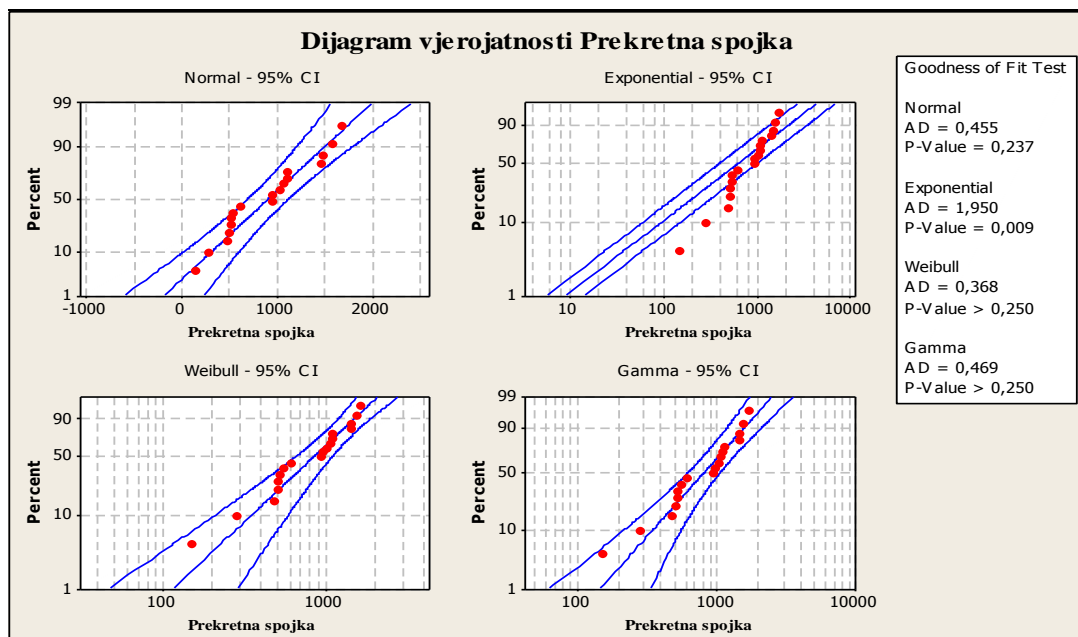 Dijagram vjerojatnosti Prekretna spojka
Normal - 95% CI
Percent
99
90
50
10
1
-1000 0 1000 2000
Prekretna spojka
Exponential - 95% CI
Percent
90
50
10
1
10 100 1000 10000
Prekretna spojka
Weibull - 95% CI
Percent
90
50
10
1
100 1000
Prekretna spojka
Gamma - 95% CI
Percent
99
90
50
10
1
100 1000 10000
Prekretna spojka
Goodness of Fit Test
Normal
AD = 0,455
P-Value = 0,237
Exponential
AD = 1,950
P-Value = 0,009
Weibull
AD = 0,368
P-Value > 0,250
Gamma
AD = 0,469
P-Value > 0,250